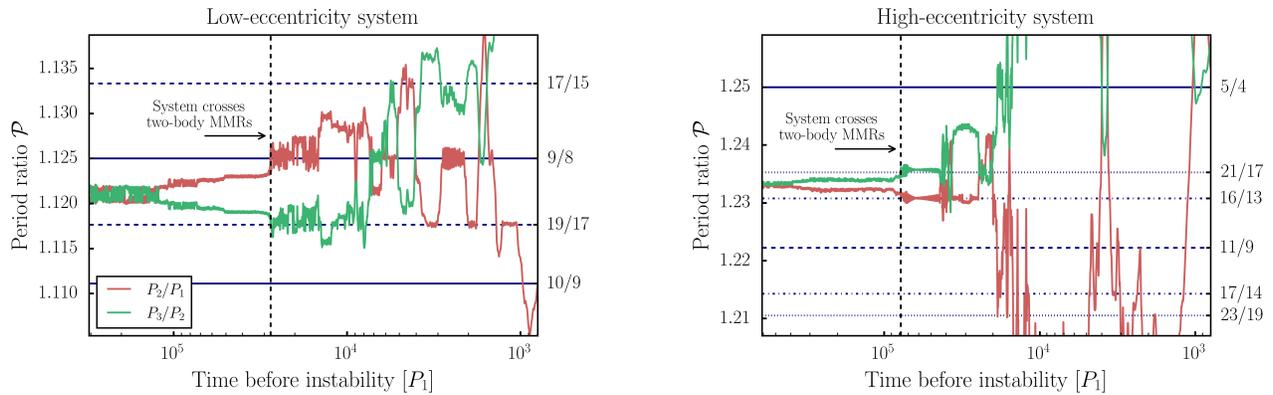 Low-eccentricity system
Period ratio 𝒫
1.135
1.130
1.125
1.120
1.115
1.110
System crosses
two-body MMRs
17/15
9/8
19/17
10/9
P₂/P₁
P₃/P₂
10⁵
10⁴
10³
Time before instability [P₁]
High-eccentricity system
Period ratio 𝒫
1.25
1.24
1.23
1.22
1.21
System crosses
two-body MMRs
5/4
21/17
16/13
11/9
17/14
23/19
10⁵
10⁴
10³
Time before instability [P₁]